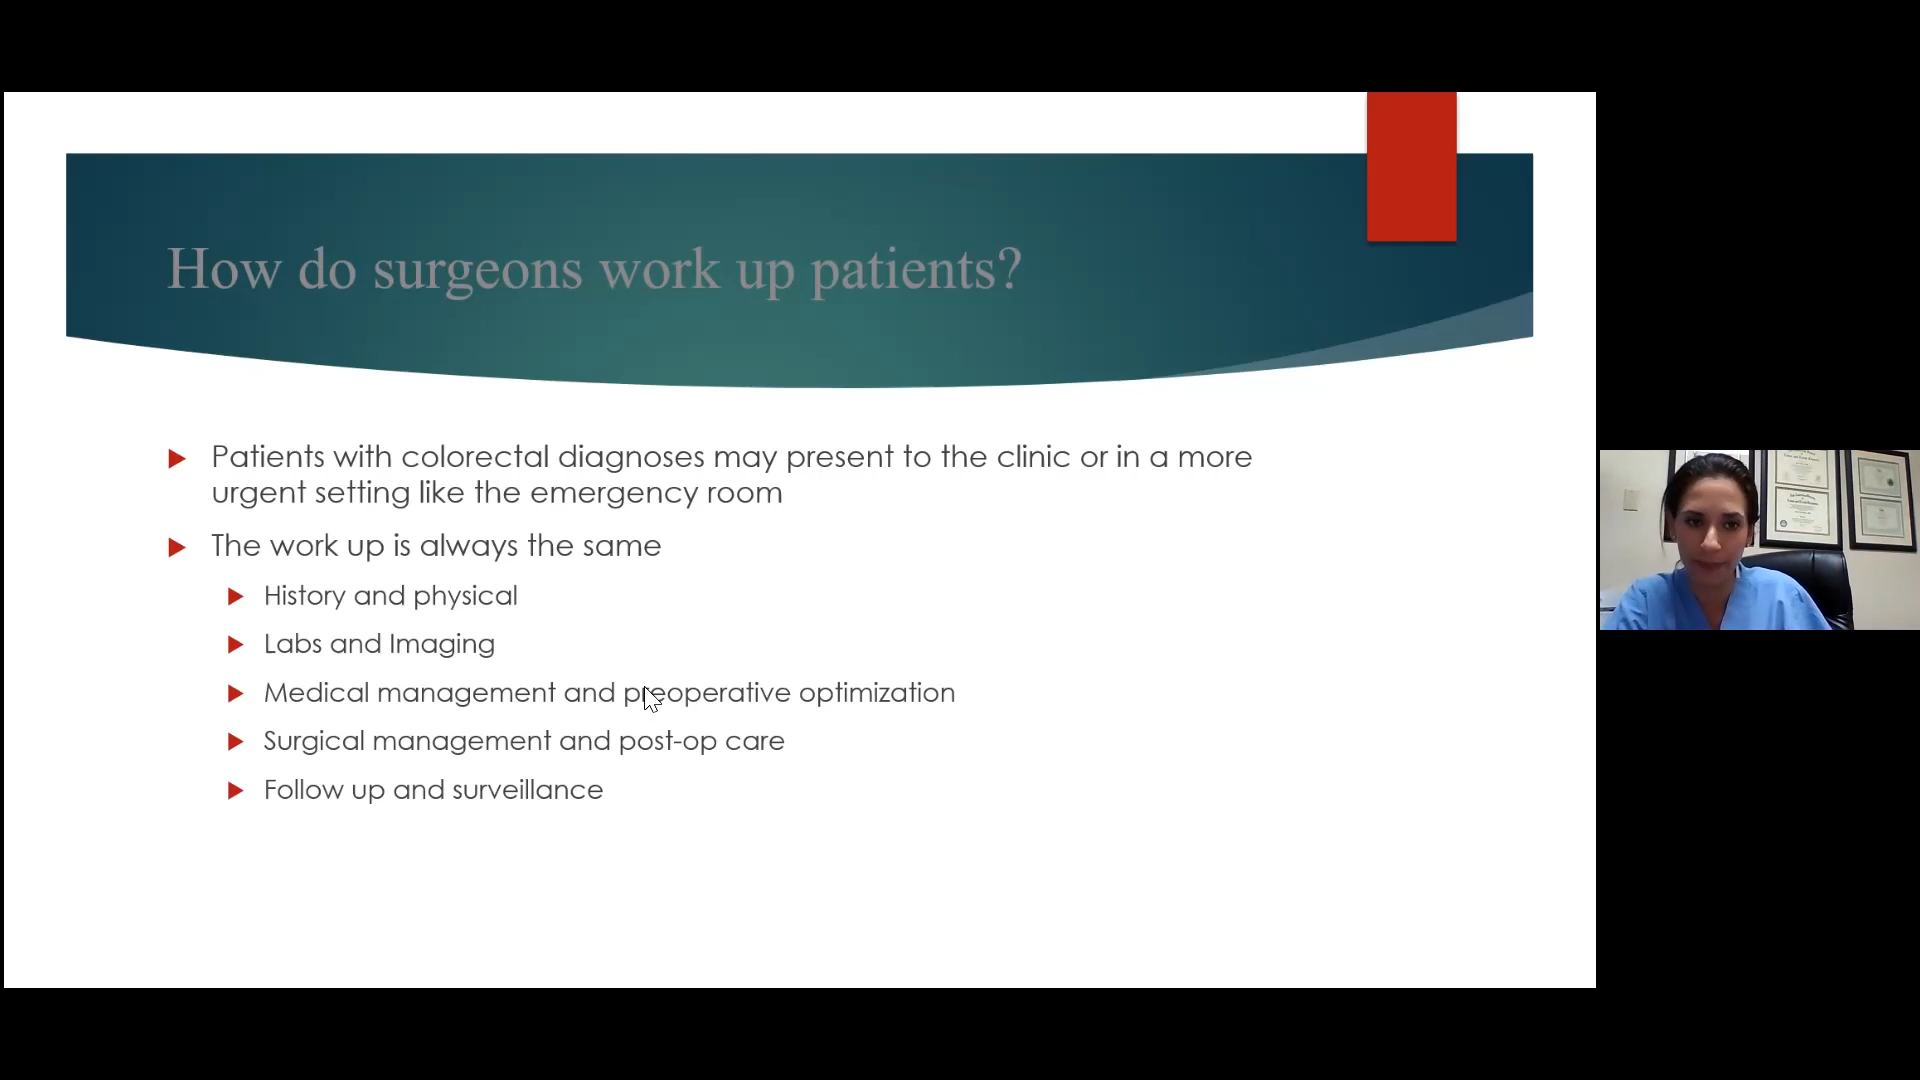 How do surgeons work up patients?
Patients with colorectal diagnoses may present to the clinic or in a more
urgent setting like the emergency room
The work up is always the same
History and physical
Labs and Imaging
Medical management and preoperative optimization
Surgical management and post-op care
Follow up and surveillance